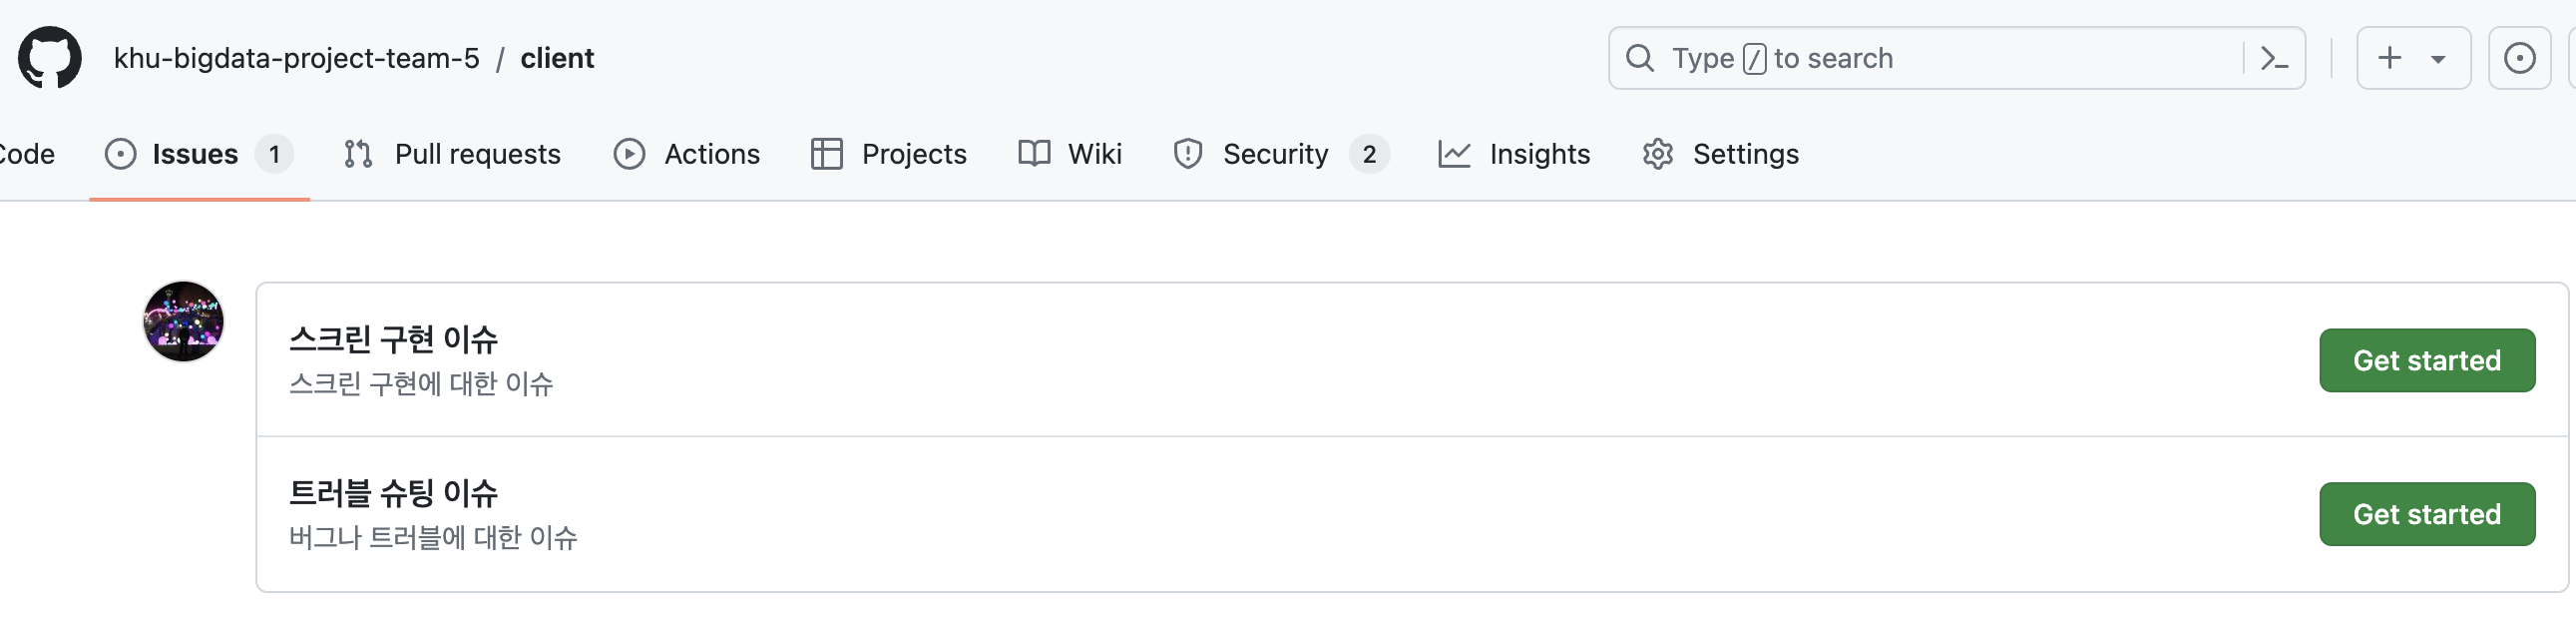 khu-bigdata-project-team-5 / client
Type / to search
Code
Issues 1
Pull requests
Actions
Projects
Wiki
Security 2
Insights
Settings
스크린 구현 이슈
스크린 구현에 대한 이슈
Get started
트러블 슈팅 이슈
버그나 트러블에 대한 이슈
Get started